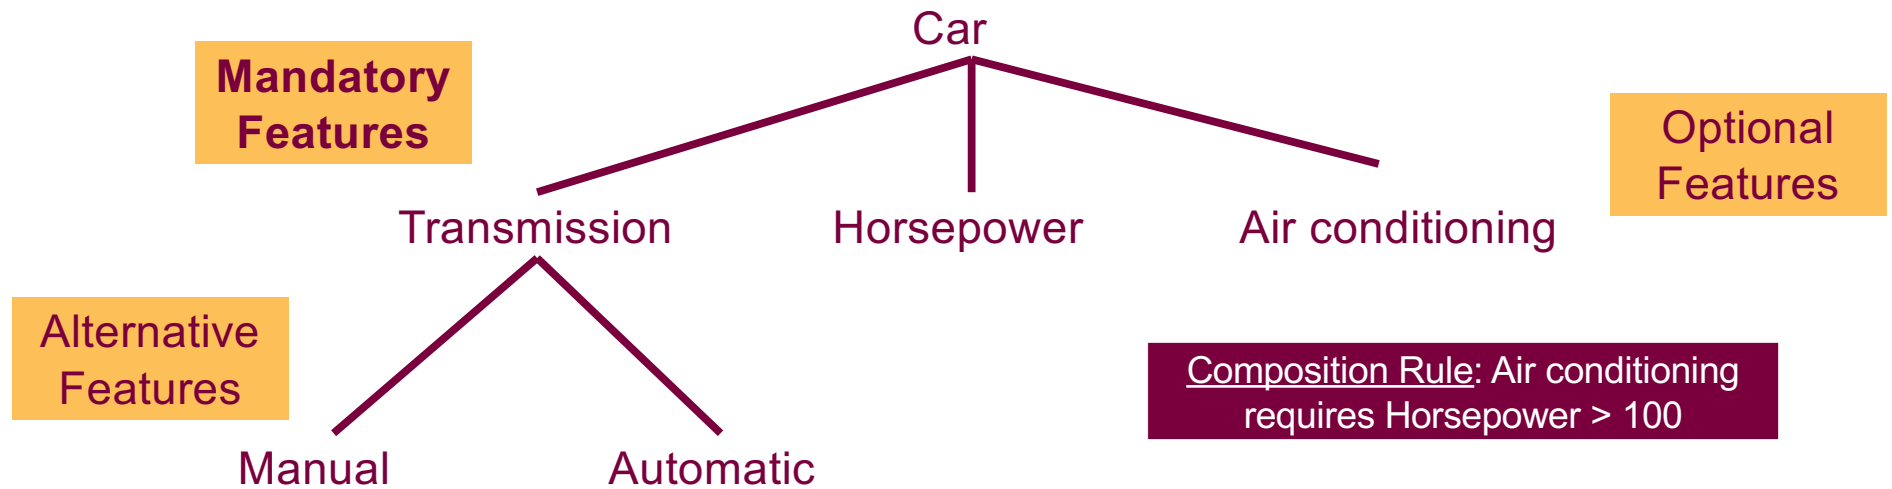 Car
Mandatory
Features
Optional
Features
Transmission
Horsepower
Air conditioning
Alternative
Features
Composition Rule: Air conditioning
requires Horsepower > 100
Manual
Automatic